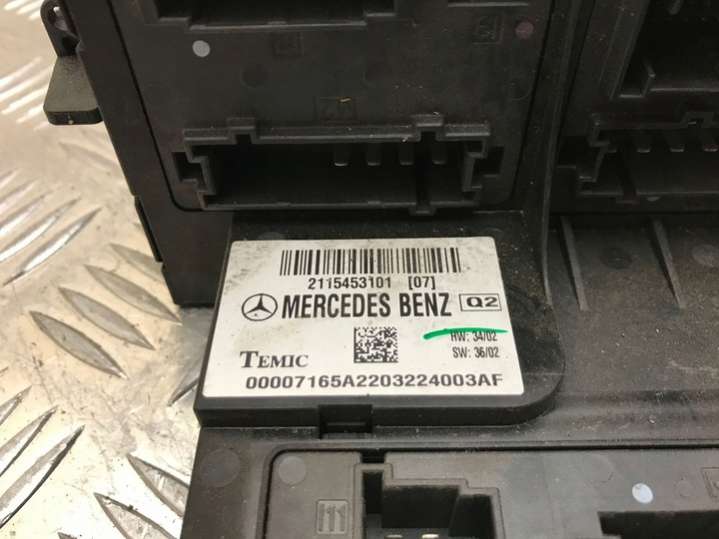 2115453101 [07]
MERCEDES BENZ Q2
HW: 34/02
TEMIC SW: 36/02
00007165A2203224003AF